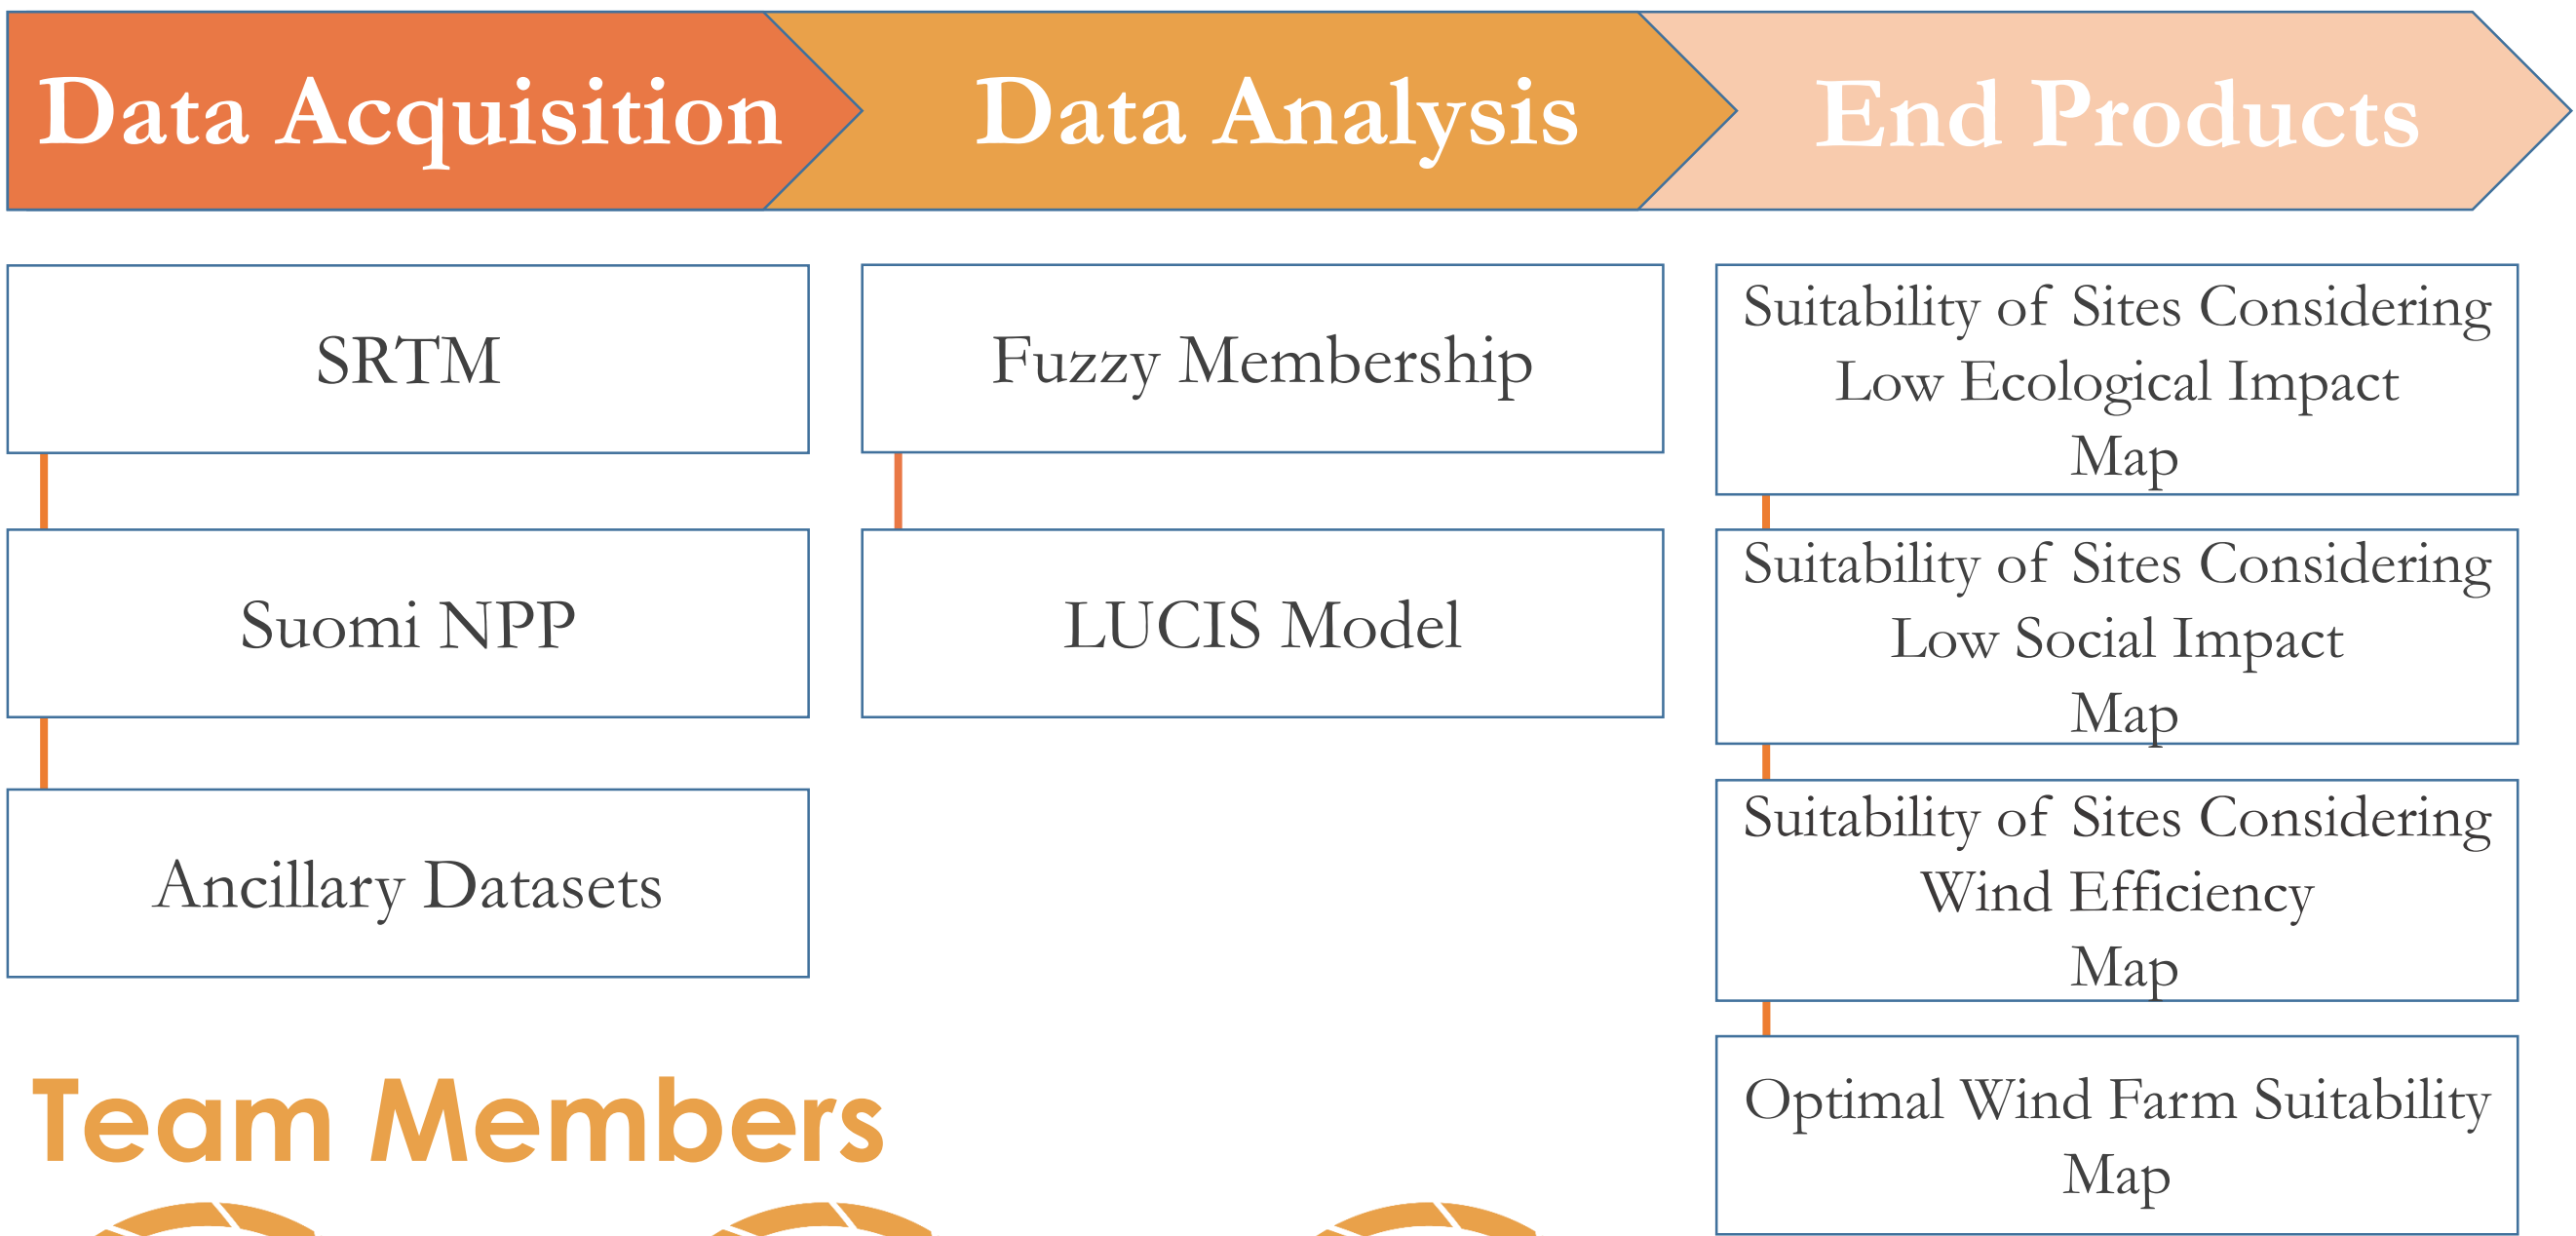 Data Acquisition
Data Analysis
End Products
SRTM
Suomi NPP
Ancillary Datasets
Fuzzy Membership
LUCIS Model
Suitability of Sites Considering
Low Ecological Impact
Map
Suitability of Sites Considering
Low Social Impact
Map
Suitability of Sites Considering
Wind Efficiency
Map
Optimal Wind Farm Suitability
Map
Team Members